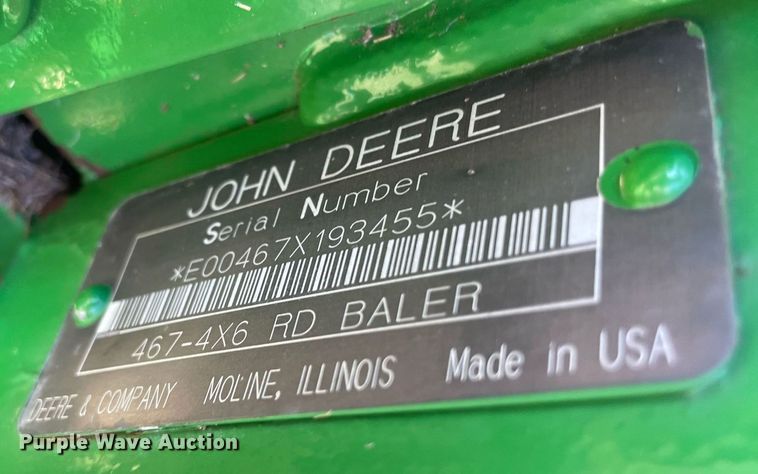 JOHN DEERE
Serial Number
*E00467X193455*
467-4X6 RD BALER
DEERE & COMPANY MOLINE, ILLINOIS Made in USA
Purple Wave Auction